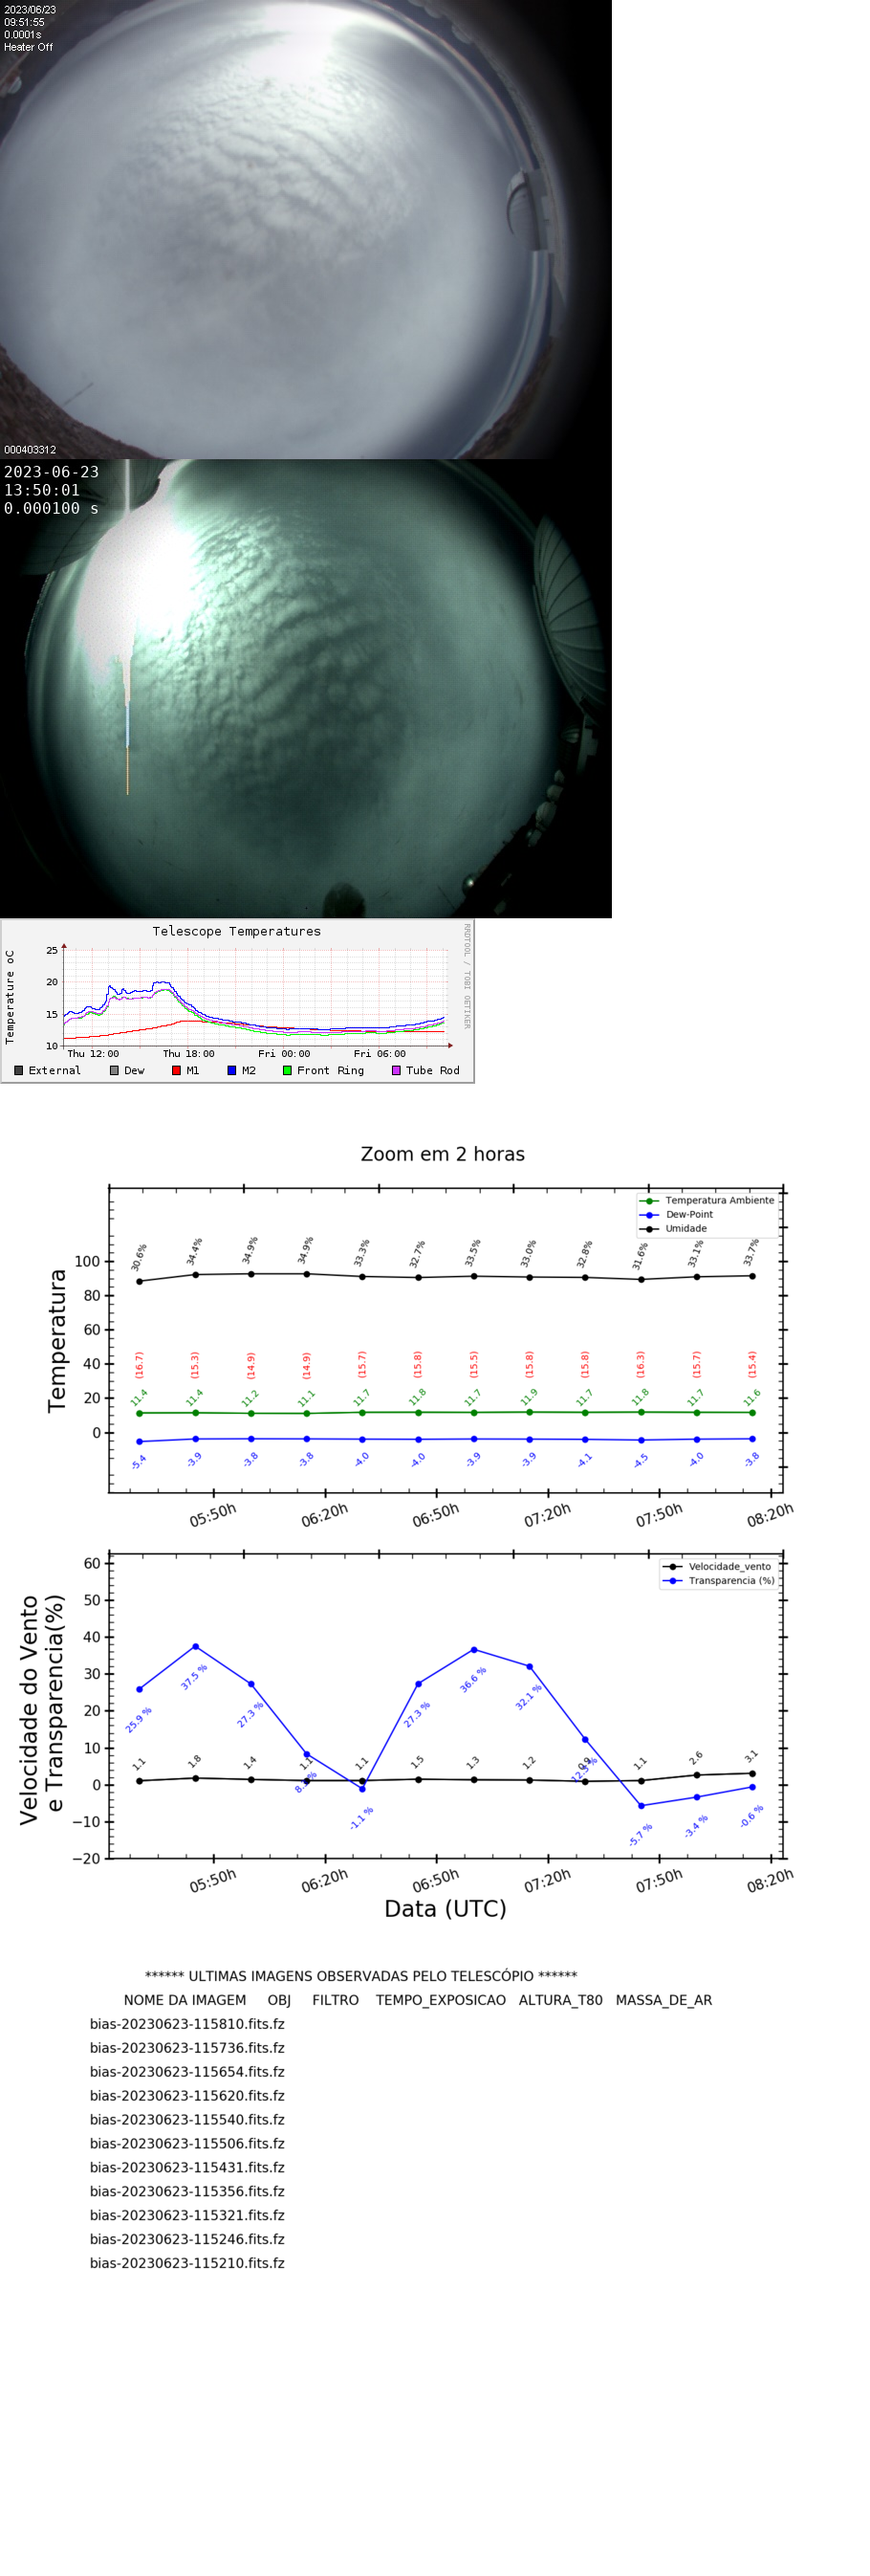 2023/06/23
09:51:55
0.0001s
Heater Off
000403312
2023-06-23
13:50:01
0.000100 s
Telescope Temperatures
RRDTOOL / TOBI OETIKER
Temperature oC
25
20
15
10
Thu 12:00 Thu 18:00 Fri 00:00 Fri 06:00
External Dew M1 M2 Front Ring Tube Rod
Zoom em 2 horas
Temperatura Ambiente
Dew-Point
Umidade
Temperatura
100
80
60
40
20
0
30.6% 34.4% 34.9% 34.9% 33.3% 32.7% 33.5% 33.0% 32.8% 31.6% 33.1% 33.7%
(16.7) (15.3) (14.9) (14.9) (15.7) (15.8) (15.5) (15.8) (15.8) (16.3) (15.7) (15.4)
11.4 11.4 11.2 11.1 11.7 11.8 11.7 11.9 11.7 11.8 11.7 11.6
-5.4 -3.9 -3.8 -3.8 -4.0 -4.0 -3.9 -3.9 -4.1 -4.5 -4.0 -3.8
05:50h 06:20h 06:50h 07:20h 07:50h 08:20h
Velocidade_vento
Transparencia (%)
Velocidade do Vento
e Transparencia(%)
60
50
40
30
20
10
0
−10
−20
1.1 1.8 1.4 1.1 1.1 1.5 1.3 1.2 0.9 1.1 2.6 3.1
25.9 % 37.5 % 27.3 % -1.1 % 27.3 % 36.6 % 32.1 % -5.7 % -3.4 % -0.6 %
05:50h 06:20h 06:50h 07:20h 07:50h 08:20h
Data (UTC)
****** ULTIMAS IMAGENS OBSERVADAS PELO TELESCÓPIO ******
NOME DA IMAGEM OBJ FILTRO TEMPO_EXPOSICAO ALTURA_T80 MASSA_DE_AR
bias-20230623-115810.fits.fz
bias-20230623-115736.fits.fz
bias-20230623-115654.fits.fz
bias-20230623-115620.fits.fz
bias-20230623-115540.fits.fz
bias-20230623-115506.fits.fz
bias-20230623-115431.fits.fz
bias-20230623-115356.fits.fz
bias-20230623-115321.fits.fz
bias-20230623-115246.fits.fz
bias-20230623-115210.fits.fz